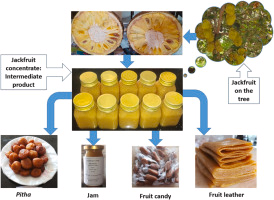 Jackfruit
concentrate:
Intermediate
product
Jackfruit
on the
tree
Pitha
Jam
Fruit candy
Fruit leather